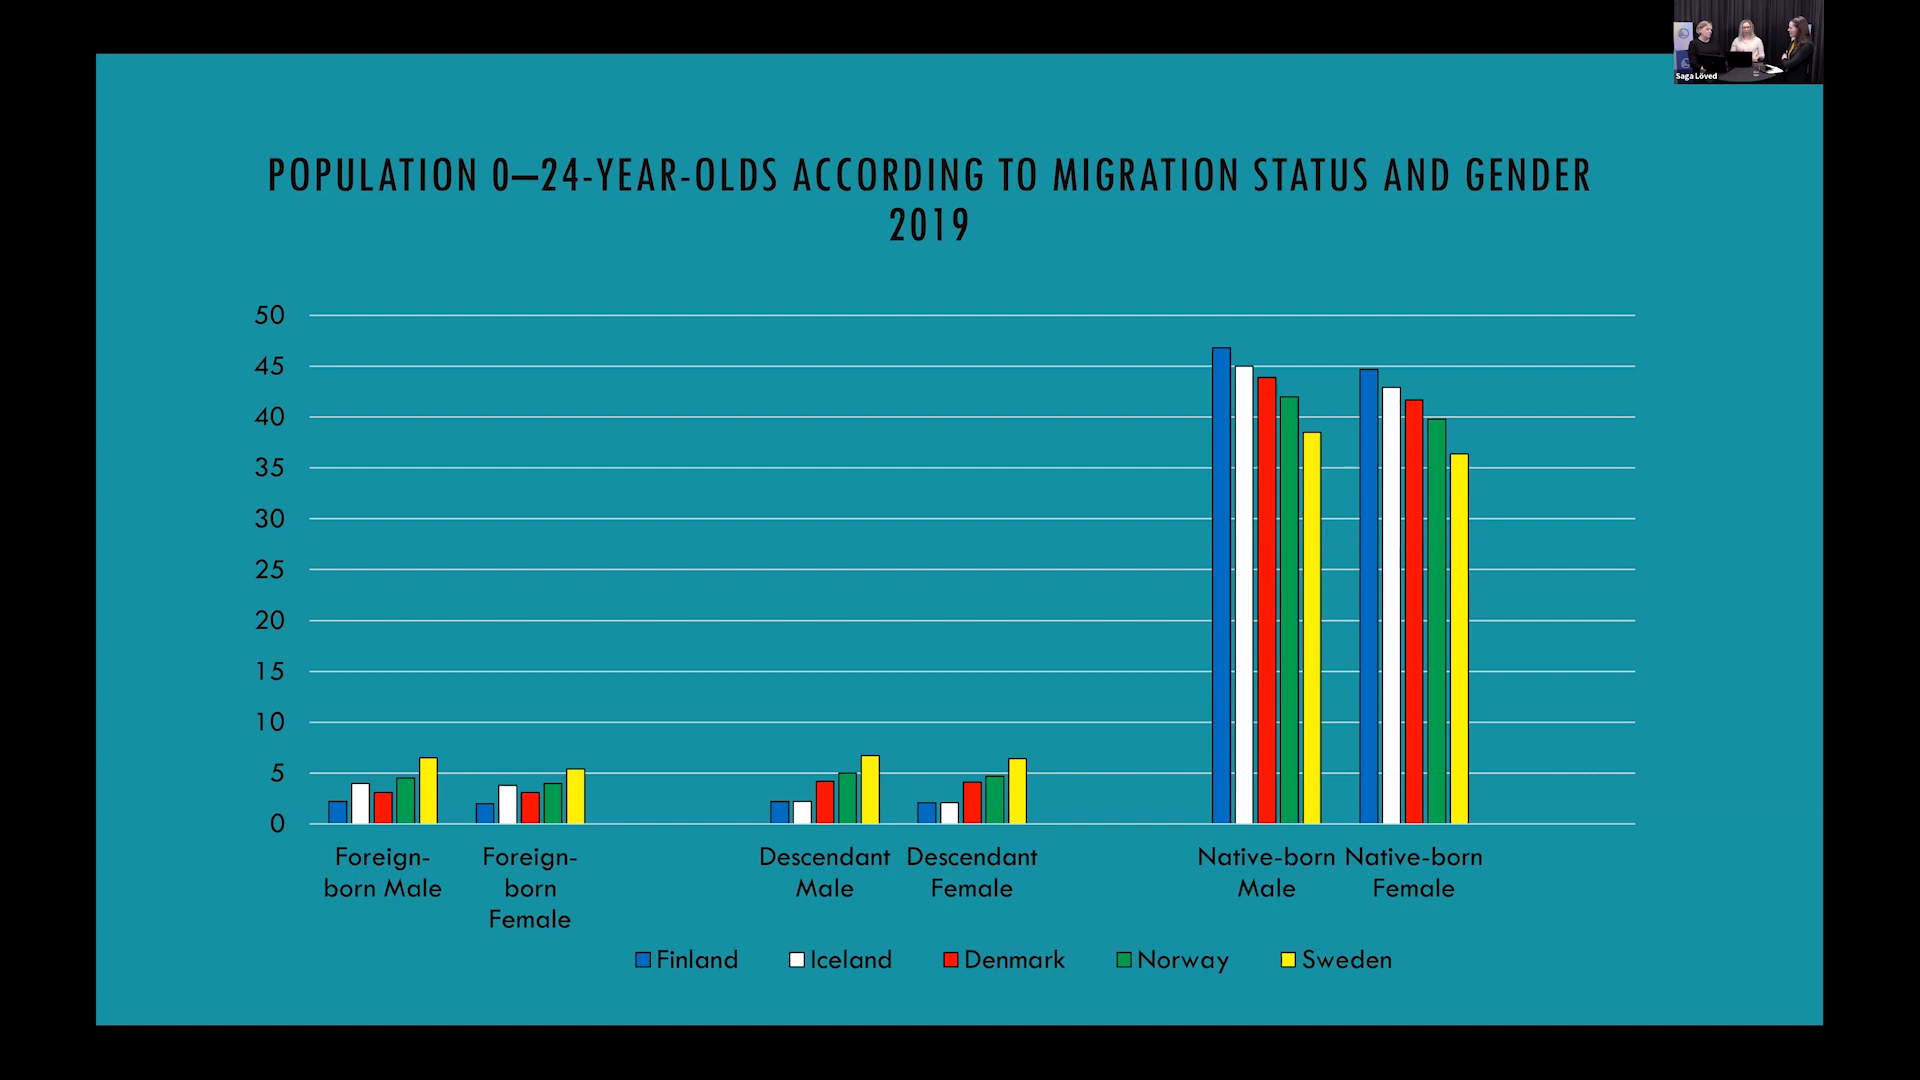 Saga Löved
POPULATION 0–24-YEAR-OLDS ACCORDING TO MIGRATION STATUS AND GENDER
2019
50
45
40
35
30
25
20
15
10
5
0
Foreign-
born Male
Foreign-
born
Female
Descendant
Male
Descendant
Female
Native-born
Male
Native-born
Female
Finland
Iceland
Denmark
Norway
Sweden